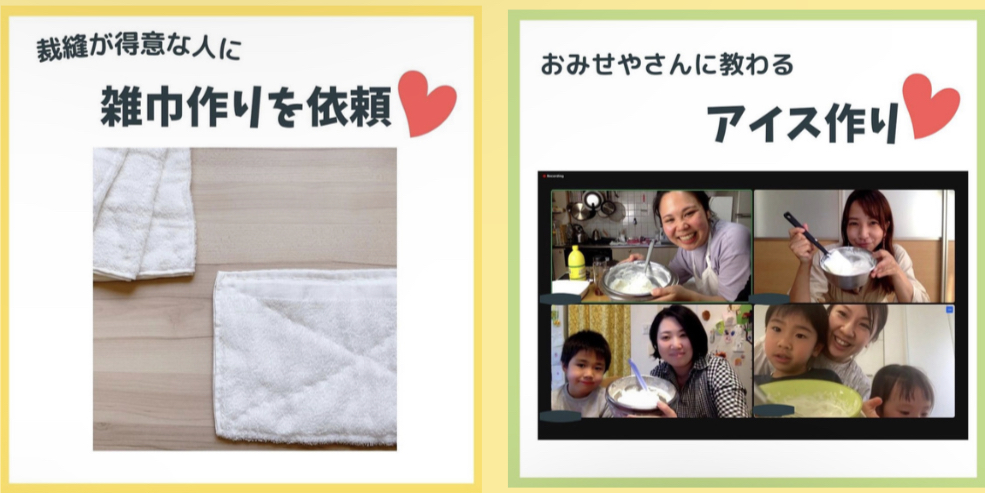 裁縫が得意な人に
雑巾作りを依頼
おみせやさんに教わる
アイス作り
Recording